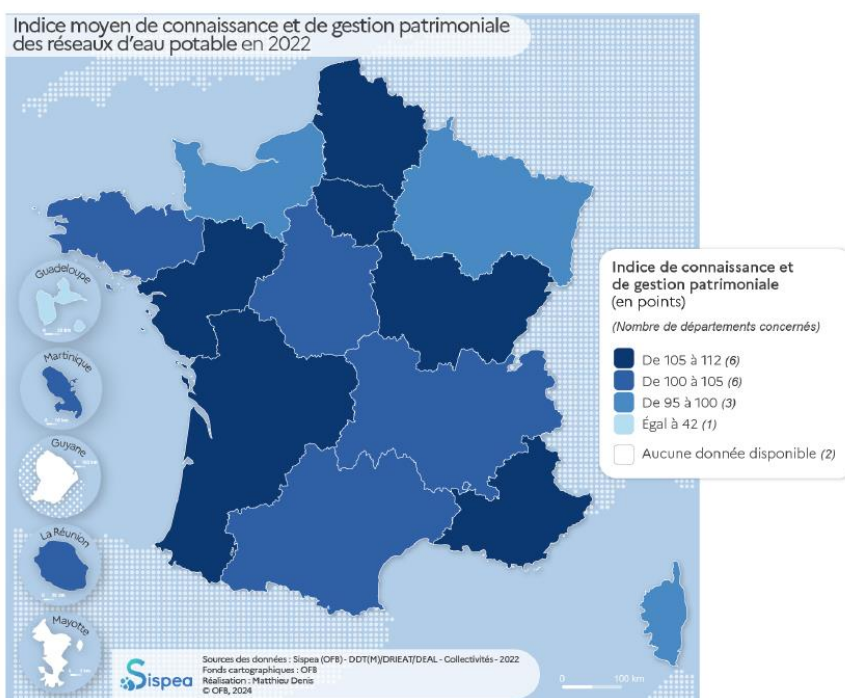 Indice moyen de connaissance et de gestion patrimoniale
des réseaux d'eau potable en 2022
Guadeloupe
Martinique
Guyane
La Réunion
Mayotte
Indice de connaissance et
de gestion patrimoniale
(en points)
(Nombre de départements concernés)
De 105 à 112 (6)
De 100 à 105 (6)
De 95 à 100 (3)
Égal à 42 (1)
Aucune donnée disponible (2)
Sispea
Sources des données : Sispea (OFB) - DDT(M)/DRIEAT/DEAL - Collectivités - 2022
Fonds cartographiques : OFB
Réalisation : Matthieu Denis
© OFB, 2024
0 100 km